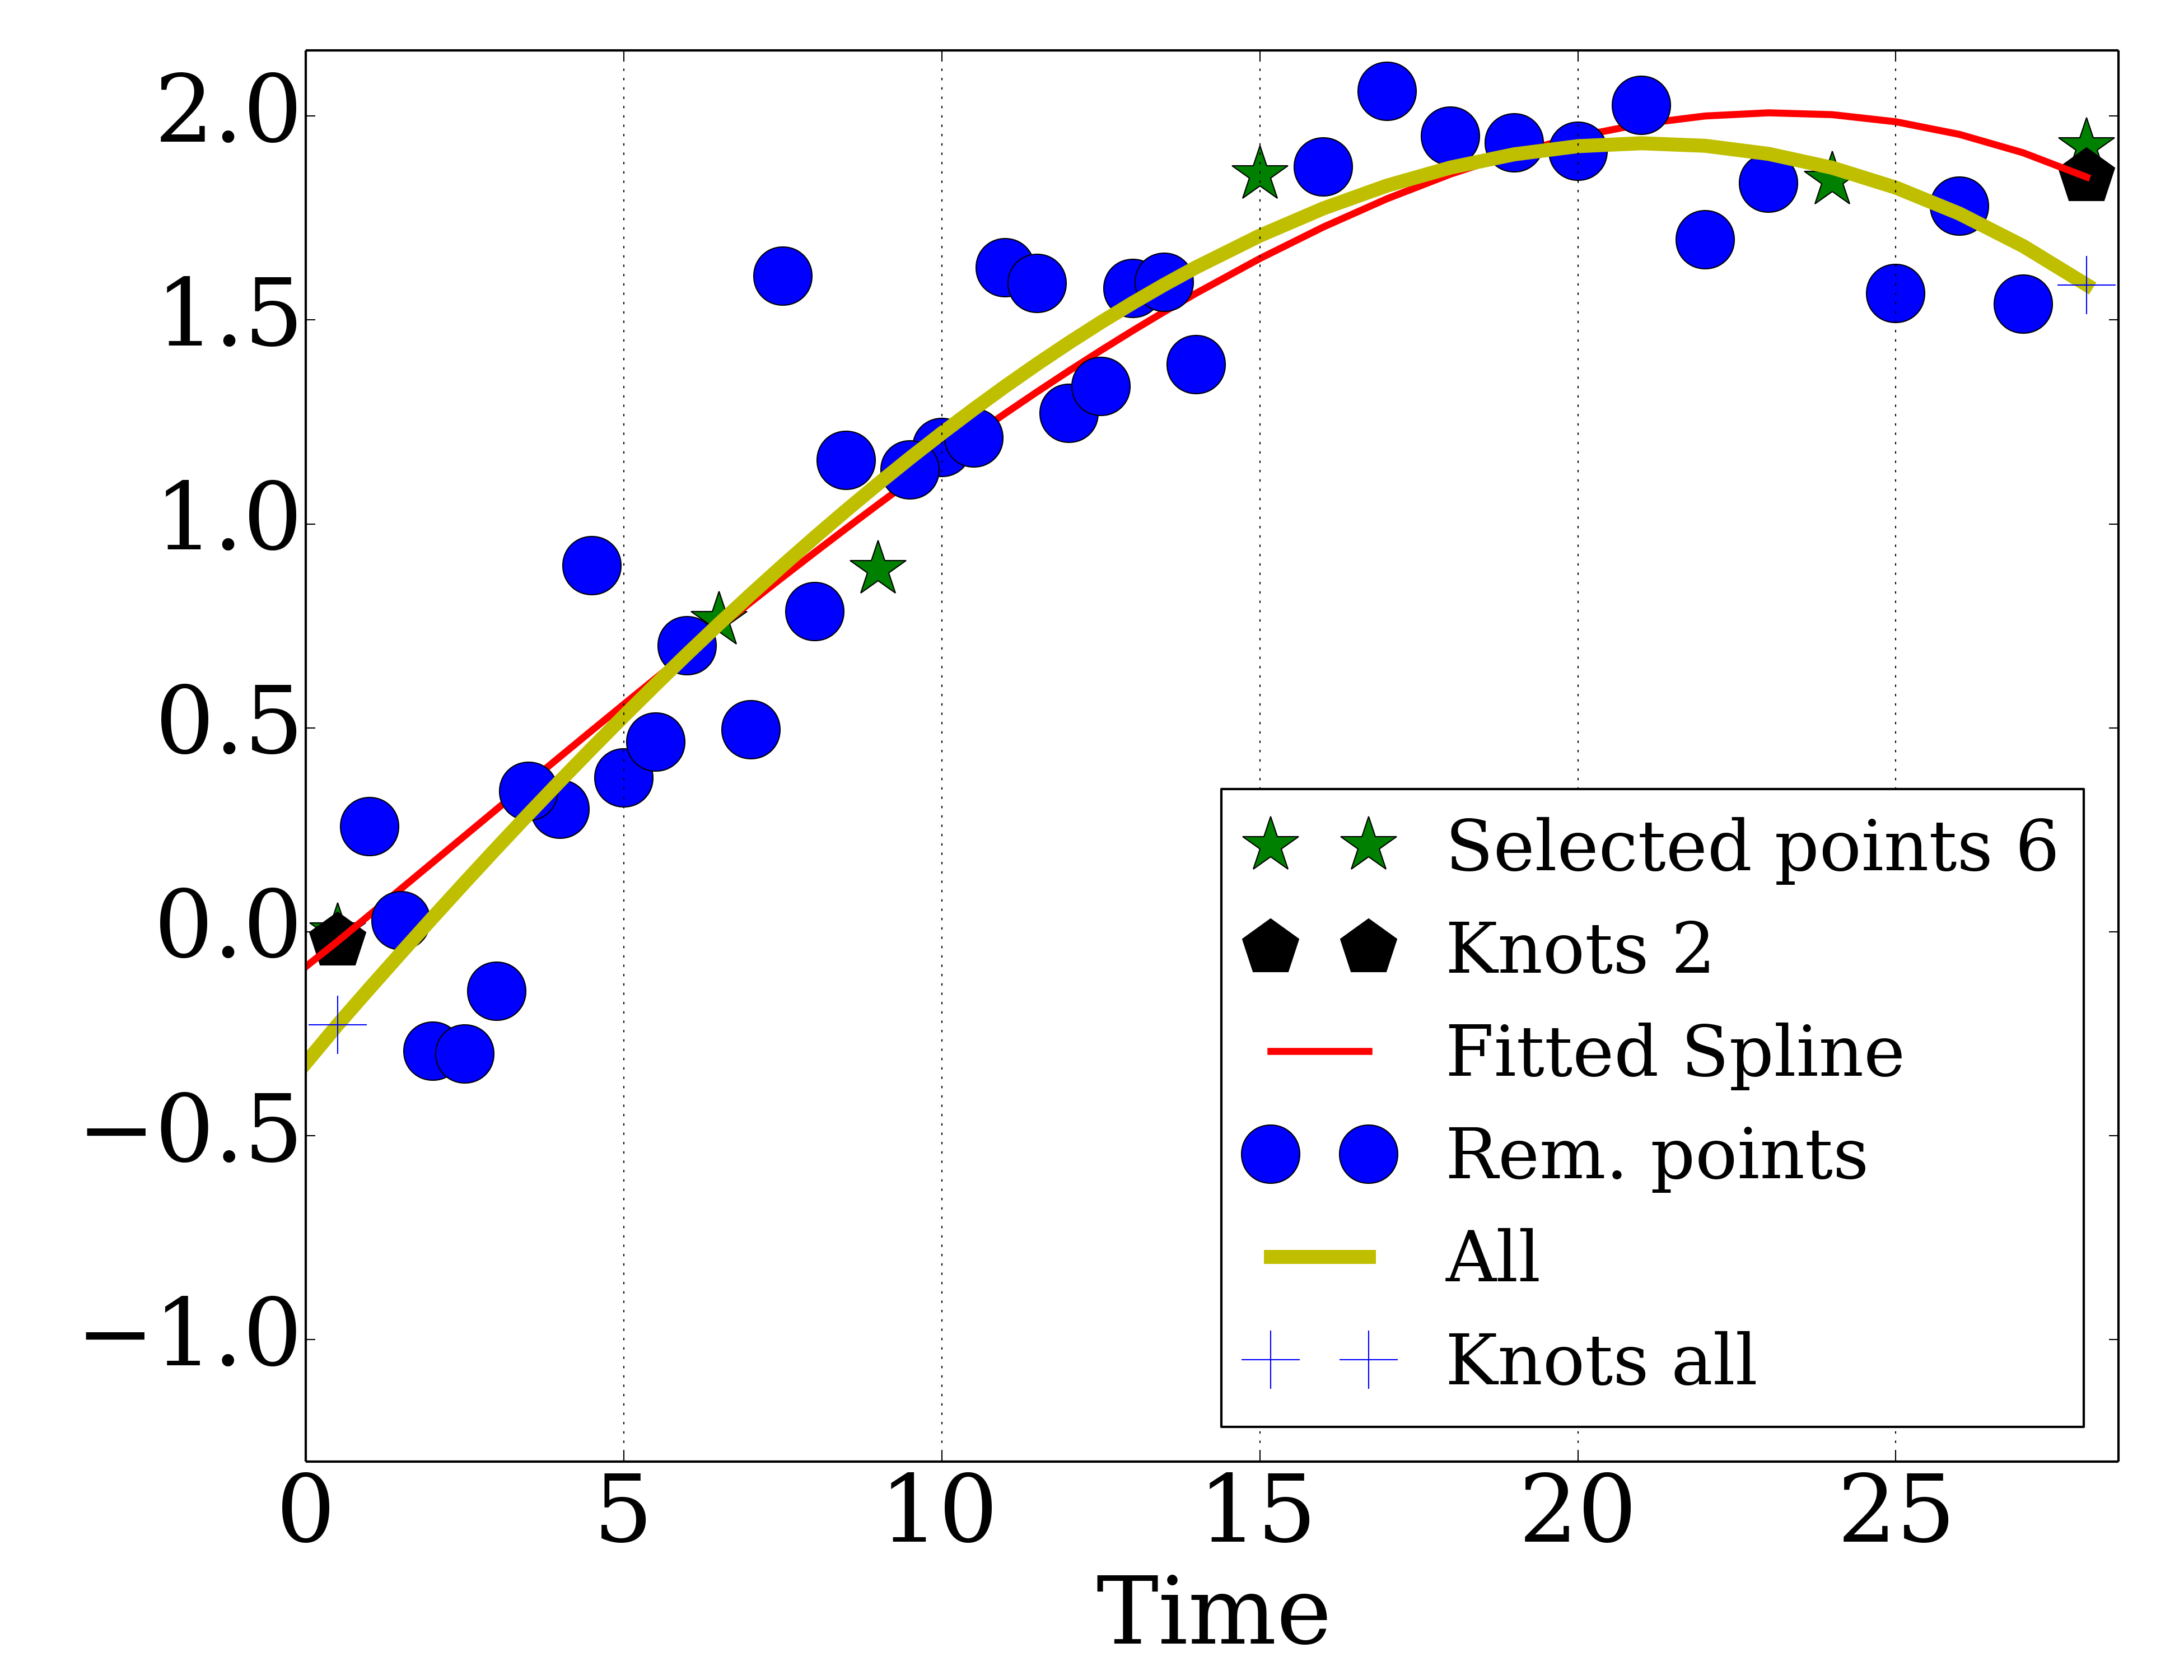 2.0
1.5
1.0
0.5
0.0
−0.5
−1.0
0 5 10 15 20 25
Time
Selected points 6
Knots 2
Fitted Spline
Rem. points
All
Knots all